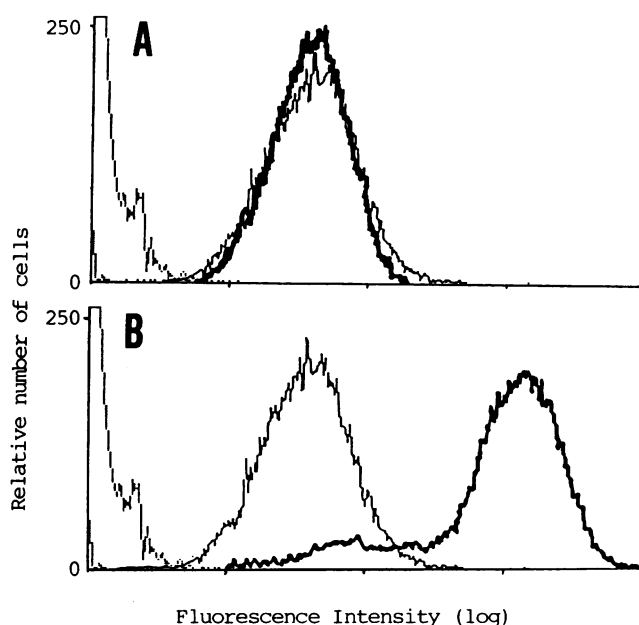 250
A
0
250
B
0
Relative number of cells
Fluorescence Intensity (log)